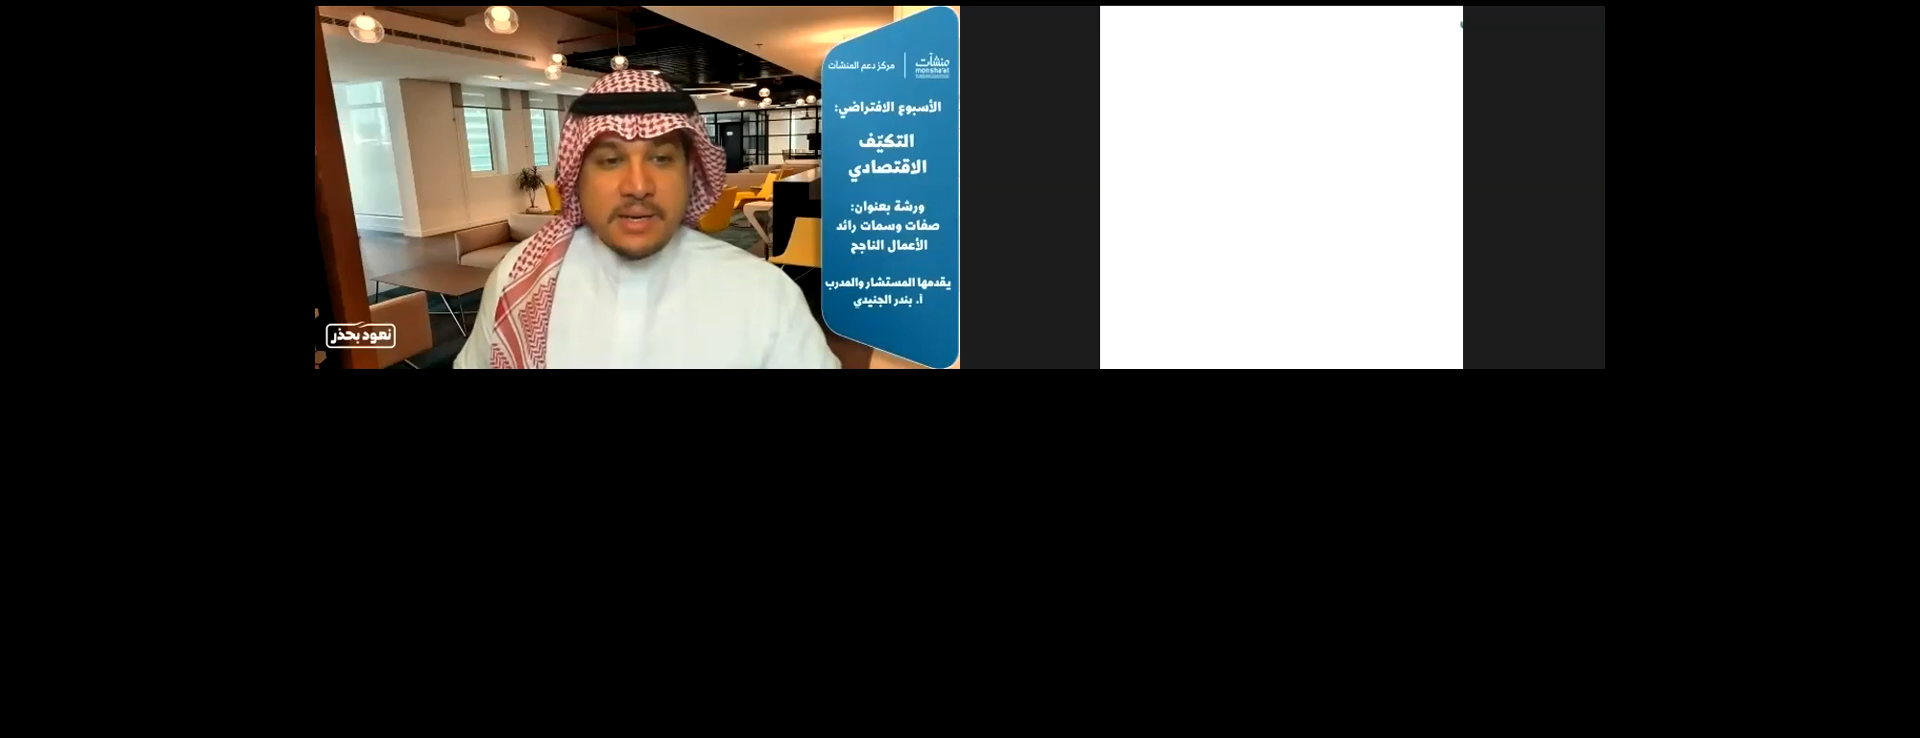 مركز دعم المنشآت
منشآت
monsha'at
الأسبوع الافتراضي:
التكيّف
الاقتصادي
ورشة بعنوان:
صفات وسمات رائد
الأعمال الناجح
يقدمها المستشار والمدرب
أ. بندر الجنيدي
نعود بحذر